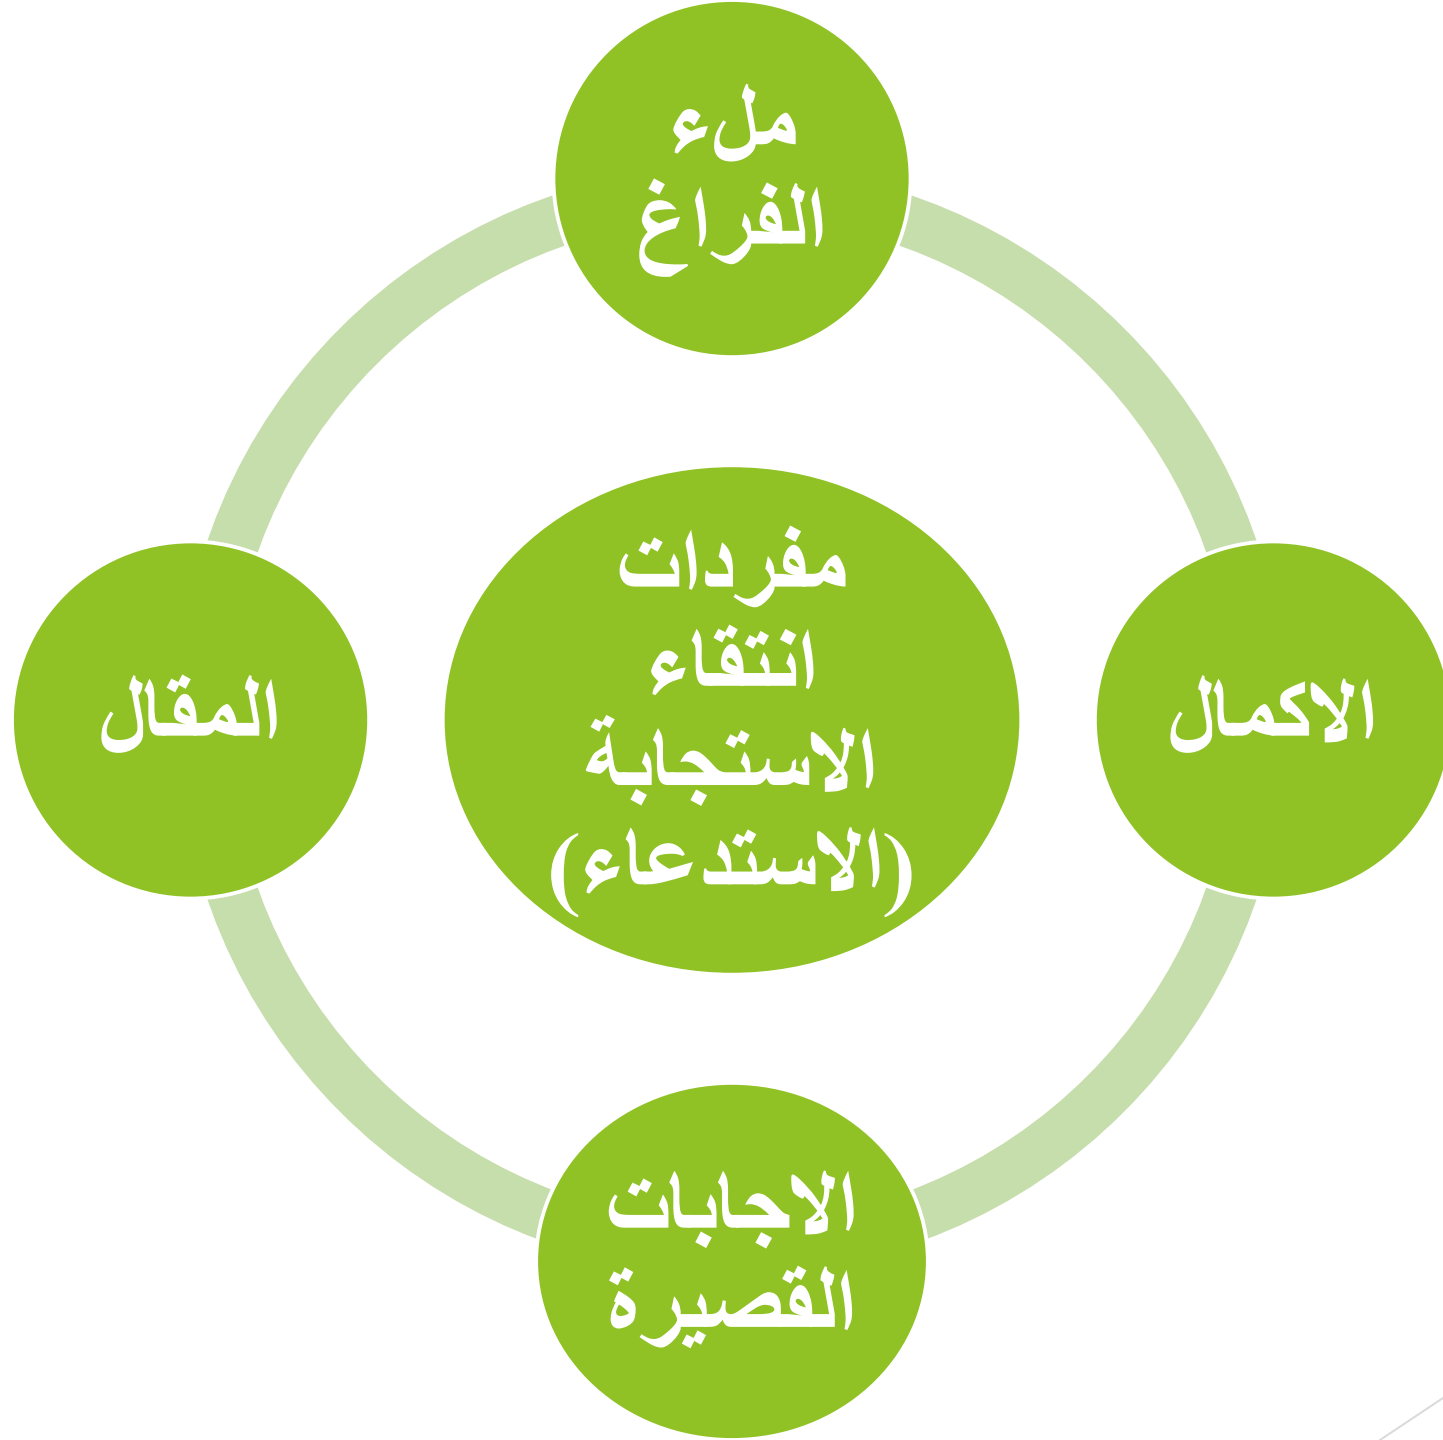 ملء
الفراغ
مفردات
انتقاء
الاستجابة
(الاستدعاء)
الاكمال
المقال
الاجابات
القصيرة